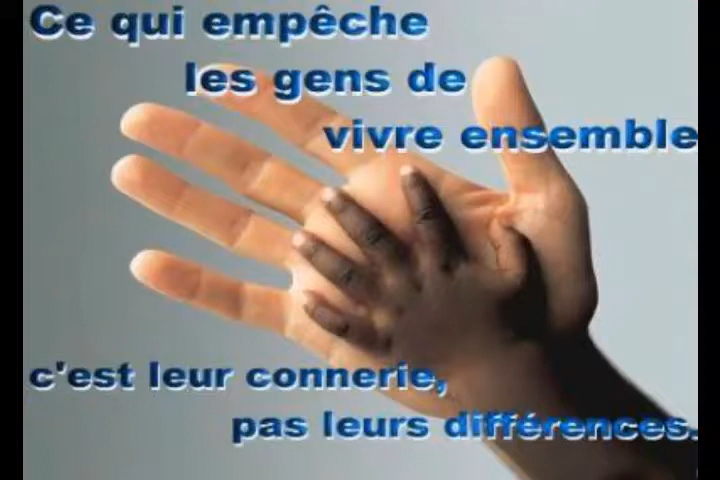 Ce qui empêche
les gens de
vivre ensemble
c'est leur connerie,
pas leurs différences.